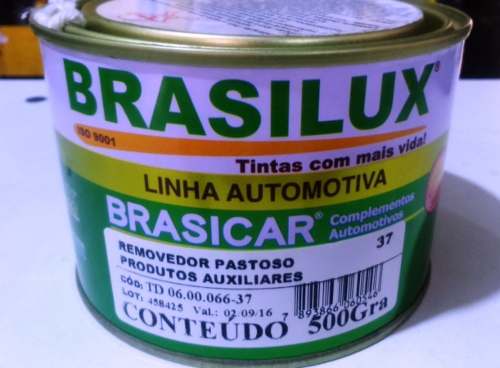 BRASILUX®
ISO 9001
Tintas com mais vida!
LINHA AUTOMOTIVA
BRASICAR® Complementos
Automotivos
37
REMOVEDOR PASTOSO
PRODUTOS AUXILIARES
CÓD: TD 06.00.066-37
LOT: 458425 Val.: 02.09.16
CONTEÚDO 500Gra